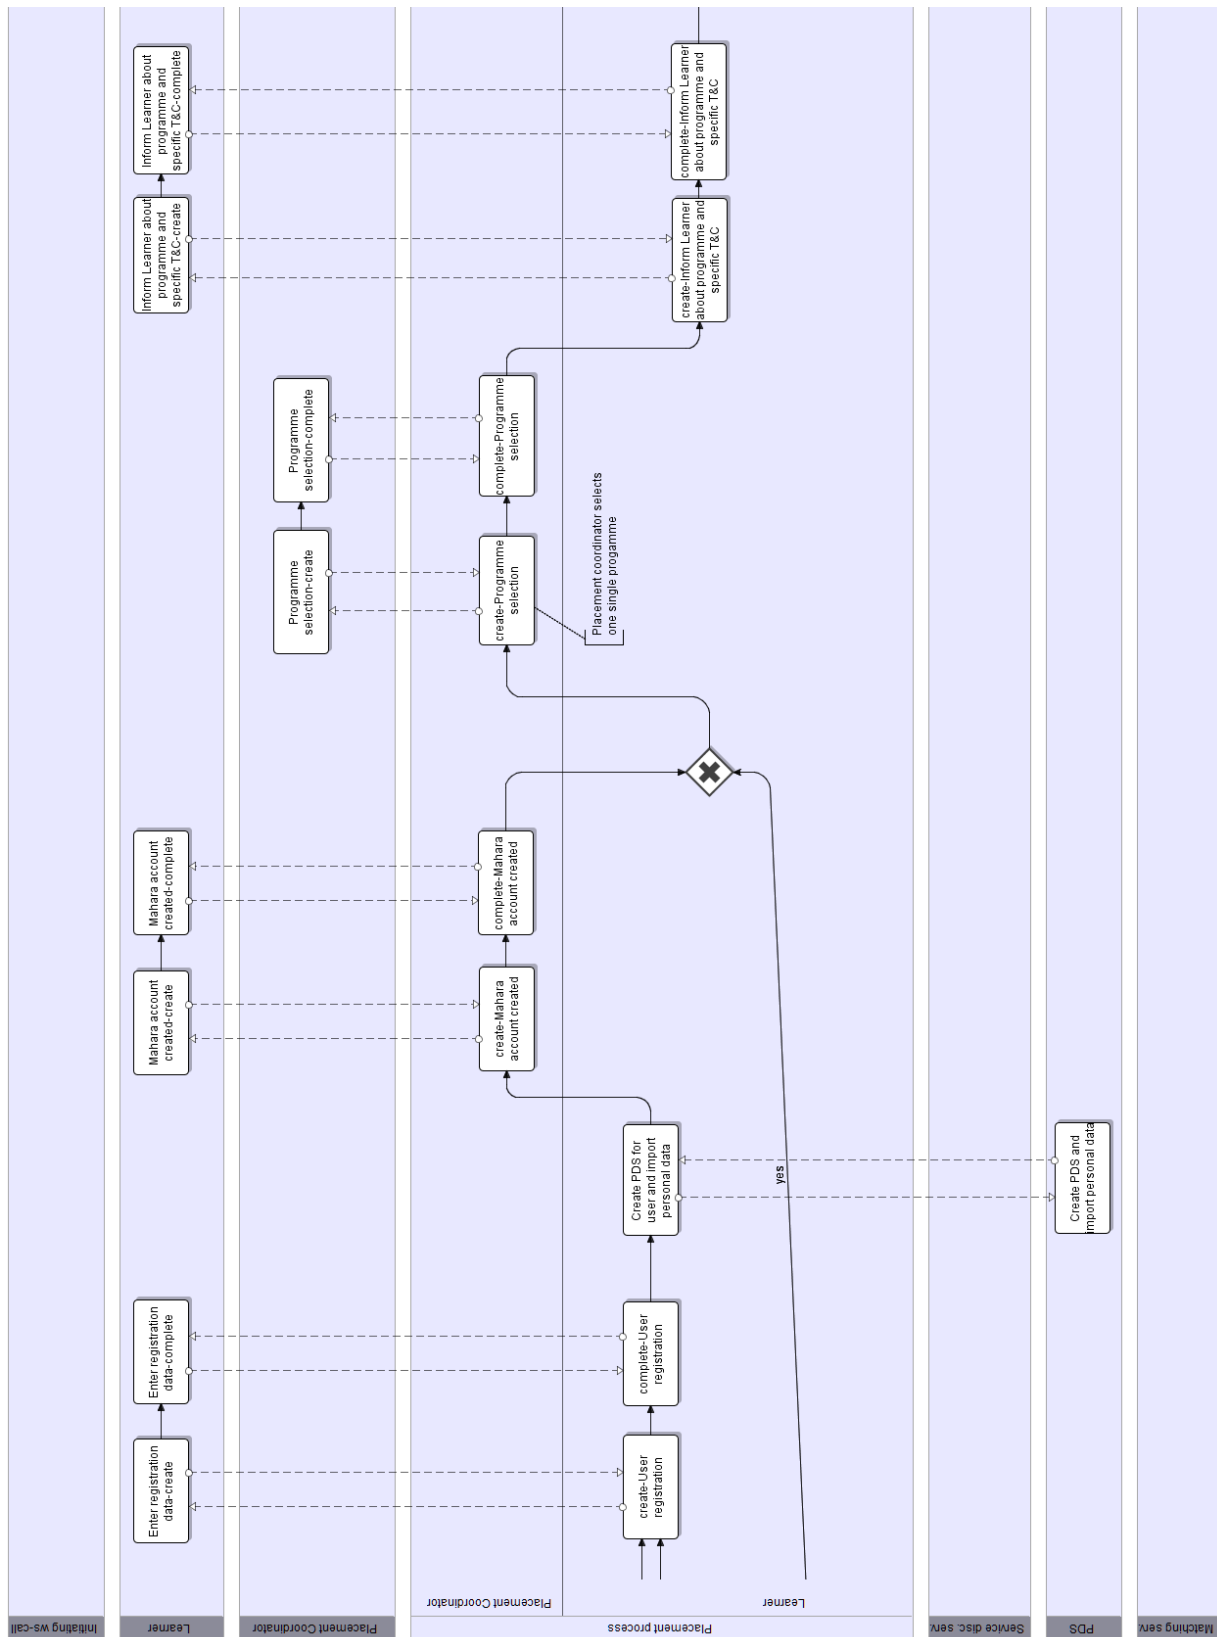 Inform Learner about
programme and
specific T&C-complete
Inform Learner about
programme and
specific T&C-create
complete-Inform Learner
about programme and
specific T&C
create-Inform Learner
about programme and
specific T&C
Programme
selection-complete
complete-Programme
selection
Programme
selection-create
create-Programme
selection
Placement coordinator selects
one single progamme
Mahara account
created-complete
complete-Mahara
account created
Mahara account
created-create
create-Mahara
account created
Create PDS for
user and import
personal data
yes
Create PDS and
import personal data
Enter registration
data-complete
complete-User
registration
Enter registration
data-create
create-User
registration
Placement Coordinator
Learner
Initiating ws-call
Learner
Placement Coordinator
Placement process
Service disc. serv.
PDS
Matching serv.